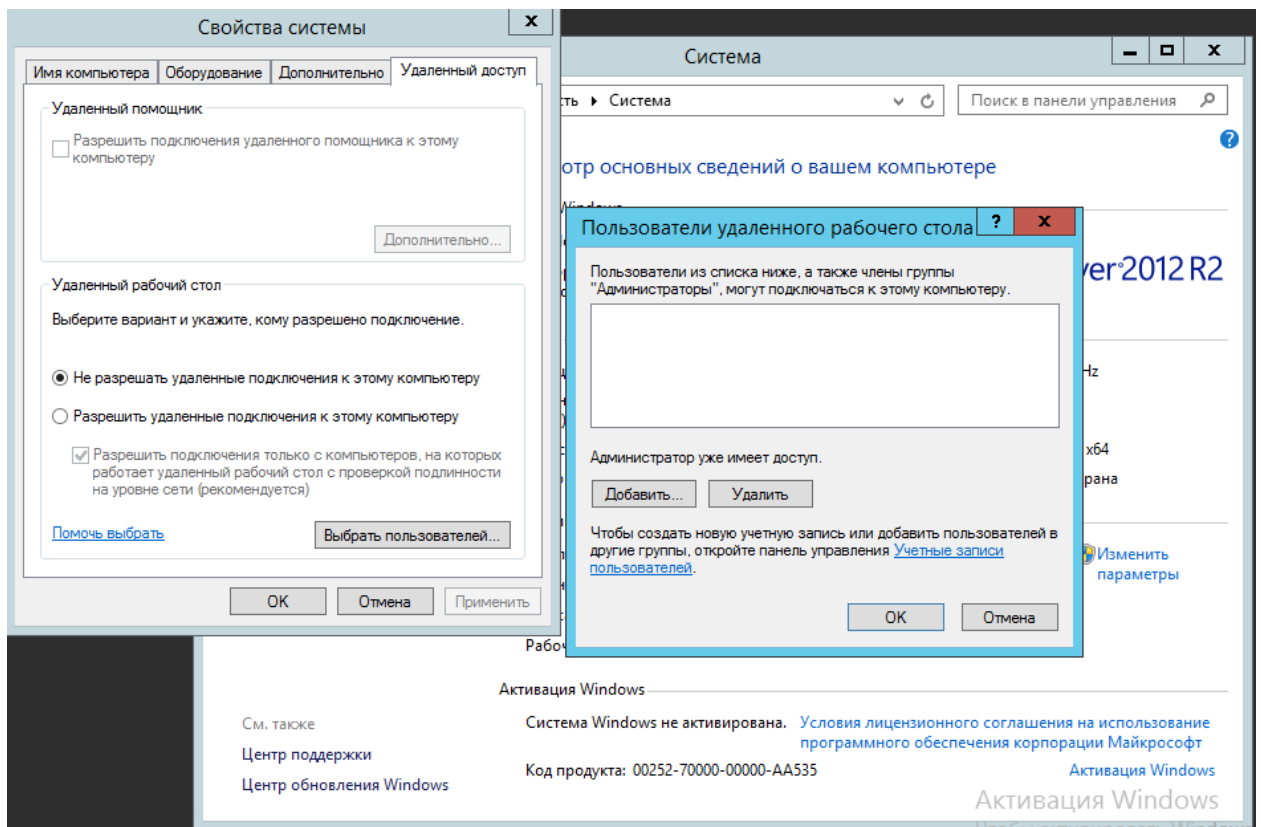 Свойства системы
Имя компьютера
Оборудование
Дополнительно
Удаленный доступ
Удаленный помощник
Разрешить подключения удаленного помощника к этому
компьютеру
Дополнительно...
Удаленный рабочий стол
Выберите вариант и укажите, кому разрешено подключение.
Не разрешать удаленные подключения к этому компьютеру
Разрешить удаленные подключения к этому компьютеру
Разрешить подключения только с компьютеров, на которых
работает удаленный рабочий стол с проверкой подлинности
на уровне сети (рекомендуется)
Помочь выбрать
Выбрать пользователей...
ОК
Отмена
Применить
Система
Система
Поиск в панели управления
отр основных сведений о вашем компьютере
ver 2012 R2
Hz
x64
рана
Изменить
параметры
Пользователи удаленного рабочего стола
?
Пользователи из списка ниже, а также члены группы
"Администраторы", могут подключаться к этому компьютеру.
Администратор уже имеет доступ.
Добавить...
Удалить
Чтобы создать новую учетную запись или добавить пользователей в
другие группы, откройте панель управления Учетные записи
пользователей.
ОК
Отмена
Активация Windows
Система Windows не активирована. Условия лицензионного соглашения на использование
программного обеспечения корпорации Майкрософт
Код продукта: 00252-70000-00000-AA535
Активация Windows
См. также
Центр поддержки
Центр обновления Windows
Активация Windows